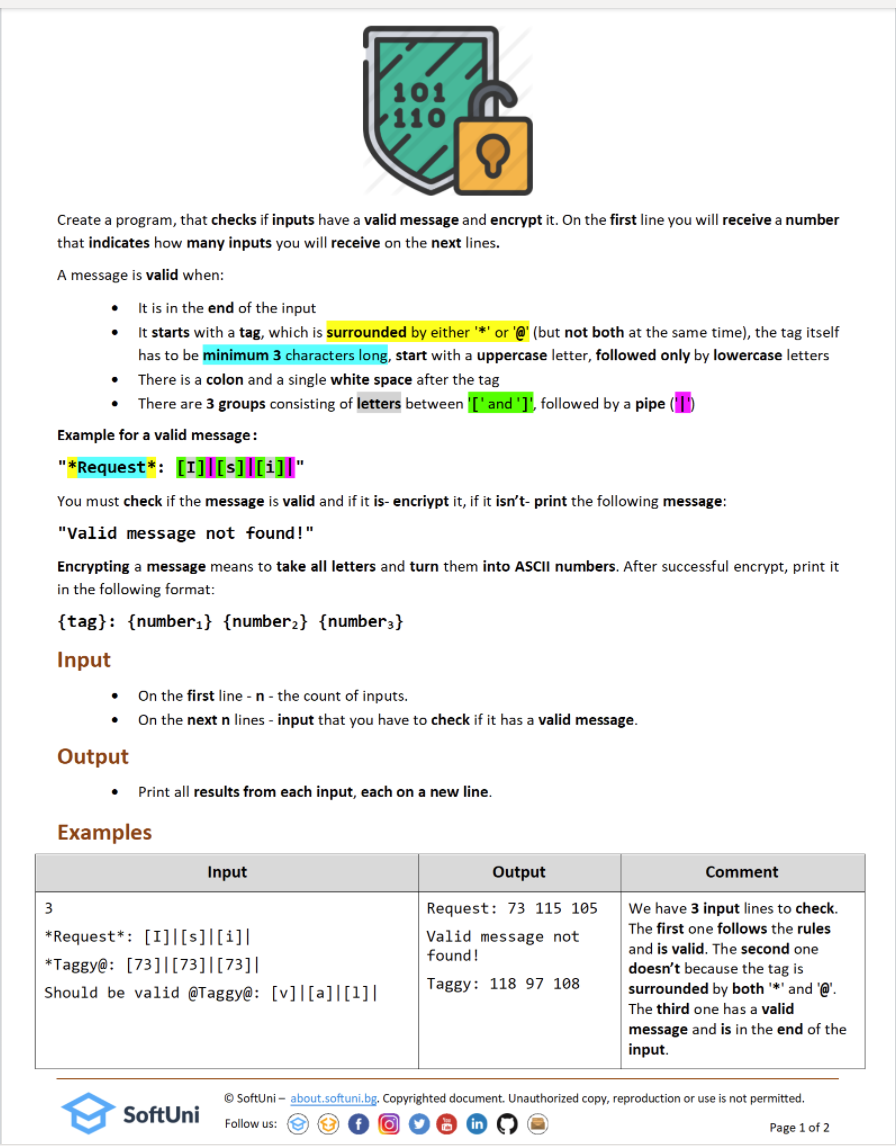 101
110
Create a program, that checks if inputs have a valid message and encrypt it. On the first line you will receive a number
that indicates how many inputs you will receive on the next lines.
A message is valid when:
• It is in the end of the input
• It starts with a tag, which is surrounded by either '*' or '@' (but not both at the same time), the tag itself
has to be minimum 3 characters long, start with a uppercase letter, followed only by lowercase letters
• There is a colon and a single white space after the tag
• There are 3 groups consisting of letters between '[' and ']', followed by a pipe ('|')
Example for a valid message:
"*Request*: [I]|[s]|[i]|"
You must check if the message is valid and if it is- encriypt it, if it isn't- print the following message:
"Valid message not found!"
Encrypting a message means to take all letters and turn them into ASCII numbers. After successful encrypt, print it
in the following format:
{tag}: {number₁} {number₂} {number₃}
Input
• On the first line - n - the count of inputs.
• On the next n lines - input that you have to check if it has a valid message.
Output
• Print all results from each input, each on a new line.
Examples
Input Output Comment
3
*Request*: [I]|[s]|[i]|
*Taggy@: [73]|[73]|[73]|
Should be valid @Taggy@: [v]|[a]|[l]|
Request: 73 115 105
Valid message not
found!
Taggy: 118 97 108
We have 3 input lines to check.
The first one follows the rules
and is valid. The second one
doesn't because the tag is
surrounded by both '*' and '@'.
The third one has a valid
message and is in the end of the
input.
SoftUni
© SoftUni – about.softuni.bg. Copyrighted document. Unauthorized copy, reproduction or use is not permitted.
Follow us:
Page 1 of 2